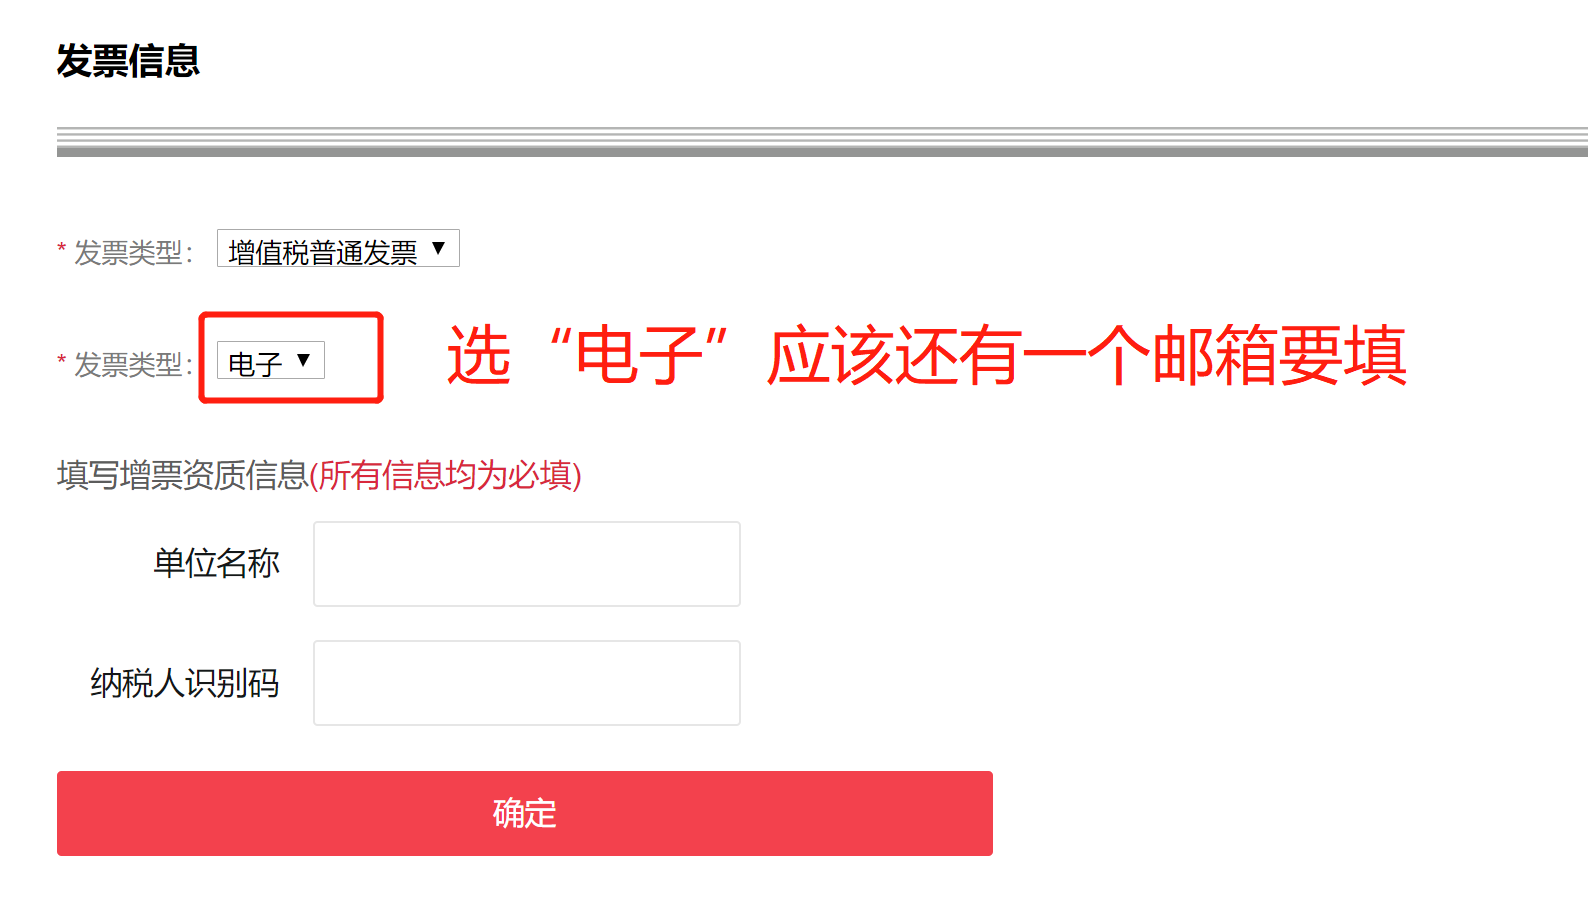 发票信息
* 发票类型： 增值税普通发票
* 发票类型： 电子
选“电子”应该还有一个邮箱要填
填写增票资质信息(所有信息均为必填)
单位名称
纳税人识别码
确定